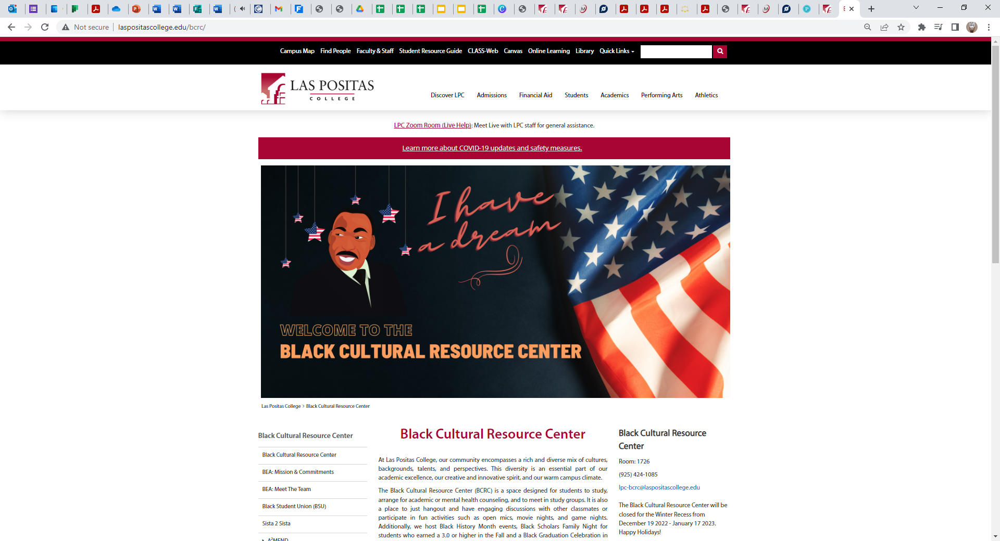 Not secure
laspositascollege.edu/bcrc/
Campus Map Find People Faculty & Staff Student Resource Guide CLASS-Web Canvas Online Learning Library Quick Links
LAS POSITAS
COLLEGE
Discover LPC Admissions Financial Aid Students Academics Performing Arts Athletics
LPC Zoom Room (Live Help): Meet Live with LPC staff for general assistance.
Learn more about COVID-19 updates and safety measures.
I have
a dream
WELCOME TO THE
BLACK CULTURAL RESOURCE CENTER
Las Positas College > Black Cultural Resource Center
Black Cultural Resource Center
Black Cultural Resource Center
BEA: Mission & Commitments
BEA: Meet The Team
Black Student Union (BSU)
Sista 2 Sista
A²MEND
Black Cultural Resource Center
At Las Positas College, our community encompasses a rich and diverse mix of cultures,
backgrounds, talents, and perspectives. This diversity is an essential part of our
academic excellence, our creative and innovative spirit, and our warm campus climate.
The Black Cultural Resource Center (BCRC) is a space designed for students to study,
arrange for academic or mental health counseling, and to meet in study groups. It is also
a place to just hangout and have engaging discussions with other classmates or
participate in fun activities such as open mics, movie nights, and game nights.
Additionally, we host Black History Month events, Black Scholars Family Night for
students who earned a 3.0 or higher in the Fall and a Black Graduation Celebration in
Black Cultural Resource
Center
Room: 1726
(925) 424-1085
lpc-bcrc@laspositascollege.edu
The Black Cultural Resource Center will be
closed for the Winter Recess from
December 19 2022 - January 17 2023.
Happy Holidays!